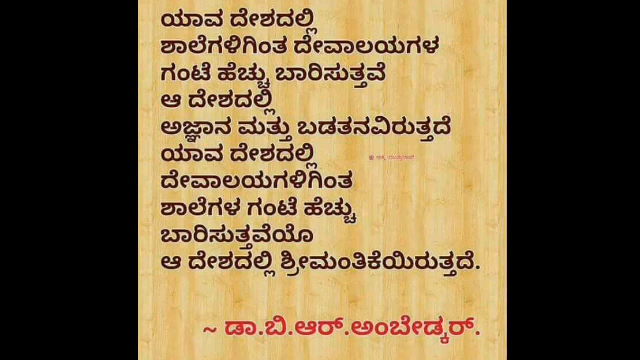 ಯಾವ ದೇಶದಲ್ಲಿ
ಶಾಲೆಗಳಿಗಿಂತ ದೇವಾಲಯಗಳ
ಗಂಟೆ ಹೆಚ್ಚು ಬಾರಿಸುತ್ತವೆ
ಆ ದೇಶದಲ್ಲಿ
ಅಜ್ಞಾನ ಮತ್ತು ಬಡತನವಿರುತ್ತದೆ
ಯಾವ ದೇಶದಲ್ಲಿ
ದೇವಾಲಯಗಳಿಗಿಂತ
ಶಾಲೆಗಳ ಗಂಟೆ ಹೆಚ್ಚು
ಬಾರಿಸುತ್ತವೆಯೊ
ಆ ದೇಶದಲ್ಲಿ ಶ್ರೀಮಂತಿಕೆಯಿರುತ್ತದೆ.
~ ಡಾ.ಬಿ.ಆರ್.ಅಂಬೇಡ್ಕರ್.